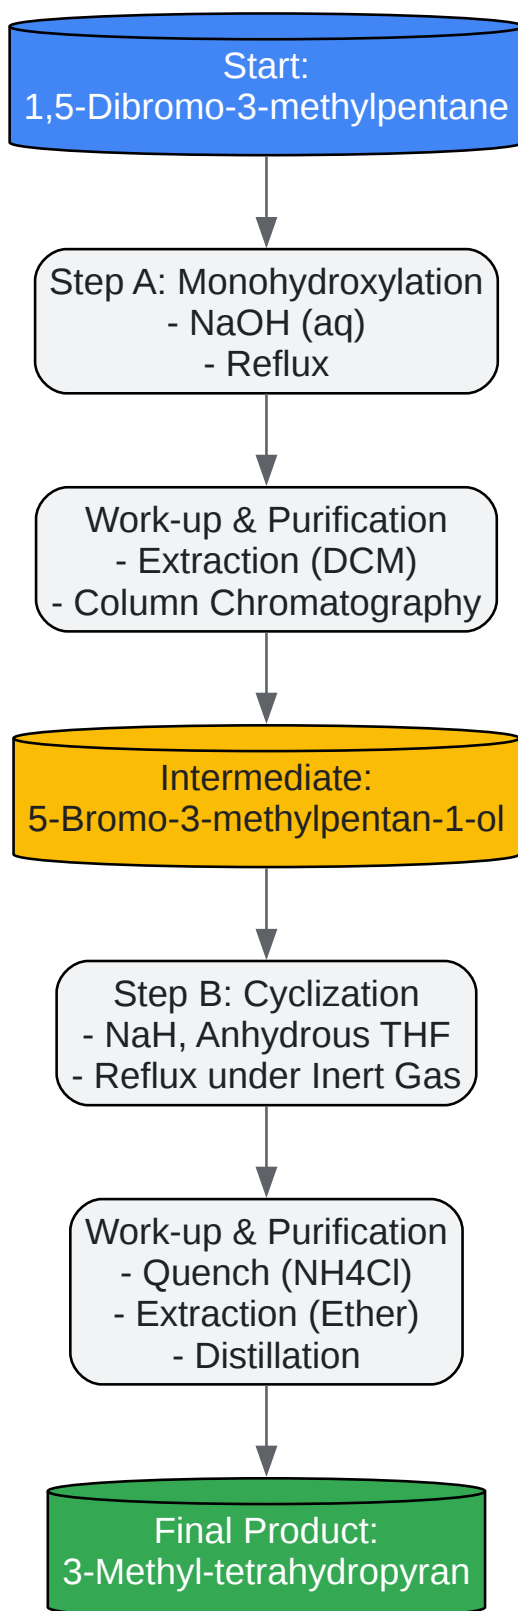 Start:
1,5-Dibromo-3-methylpentane
Step A: Monohydroxylation
- NaOH (aq)
- Reflux
Work-up & Purification
- Extraction (DCM)
- Column Chromatography
Intermediate:
5-Bromo-3-methylpentan-1-ol
Step B: Cyclization
- NaH, Anhydrous THF
- Reflux under Inert Gas
Work-up & Purification
- Quench (NH4Cl)
- Extraction (Ether)
- Distillation
Final Product:
3-Methyl-tetrahydropyran